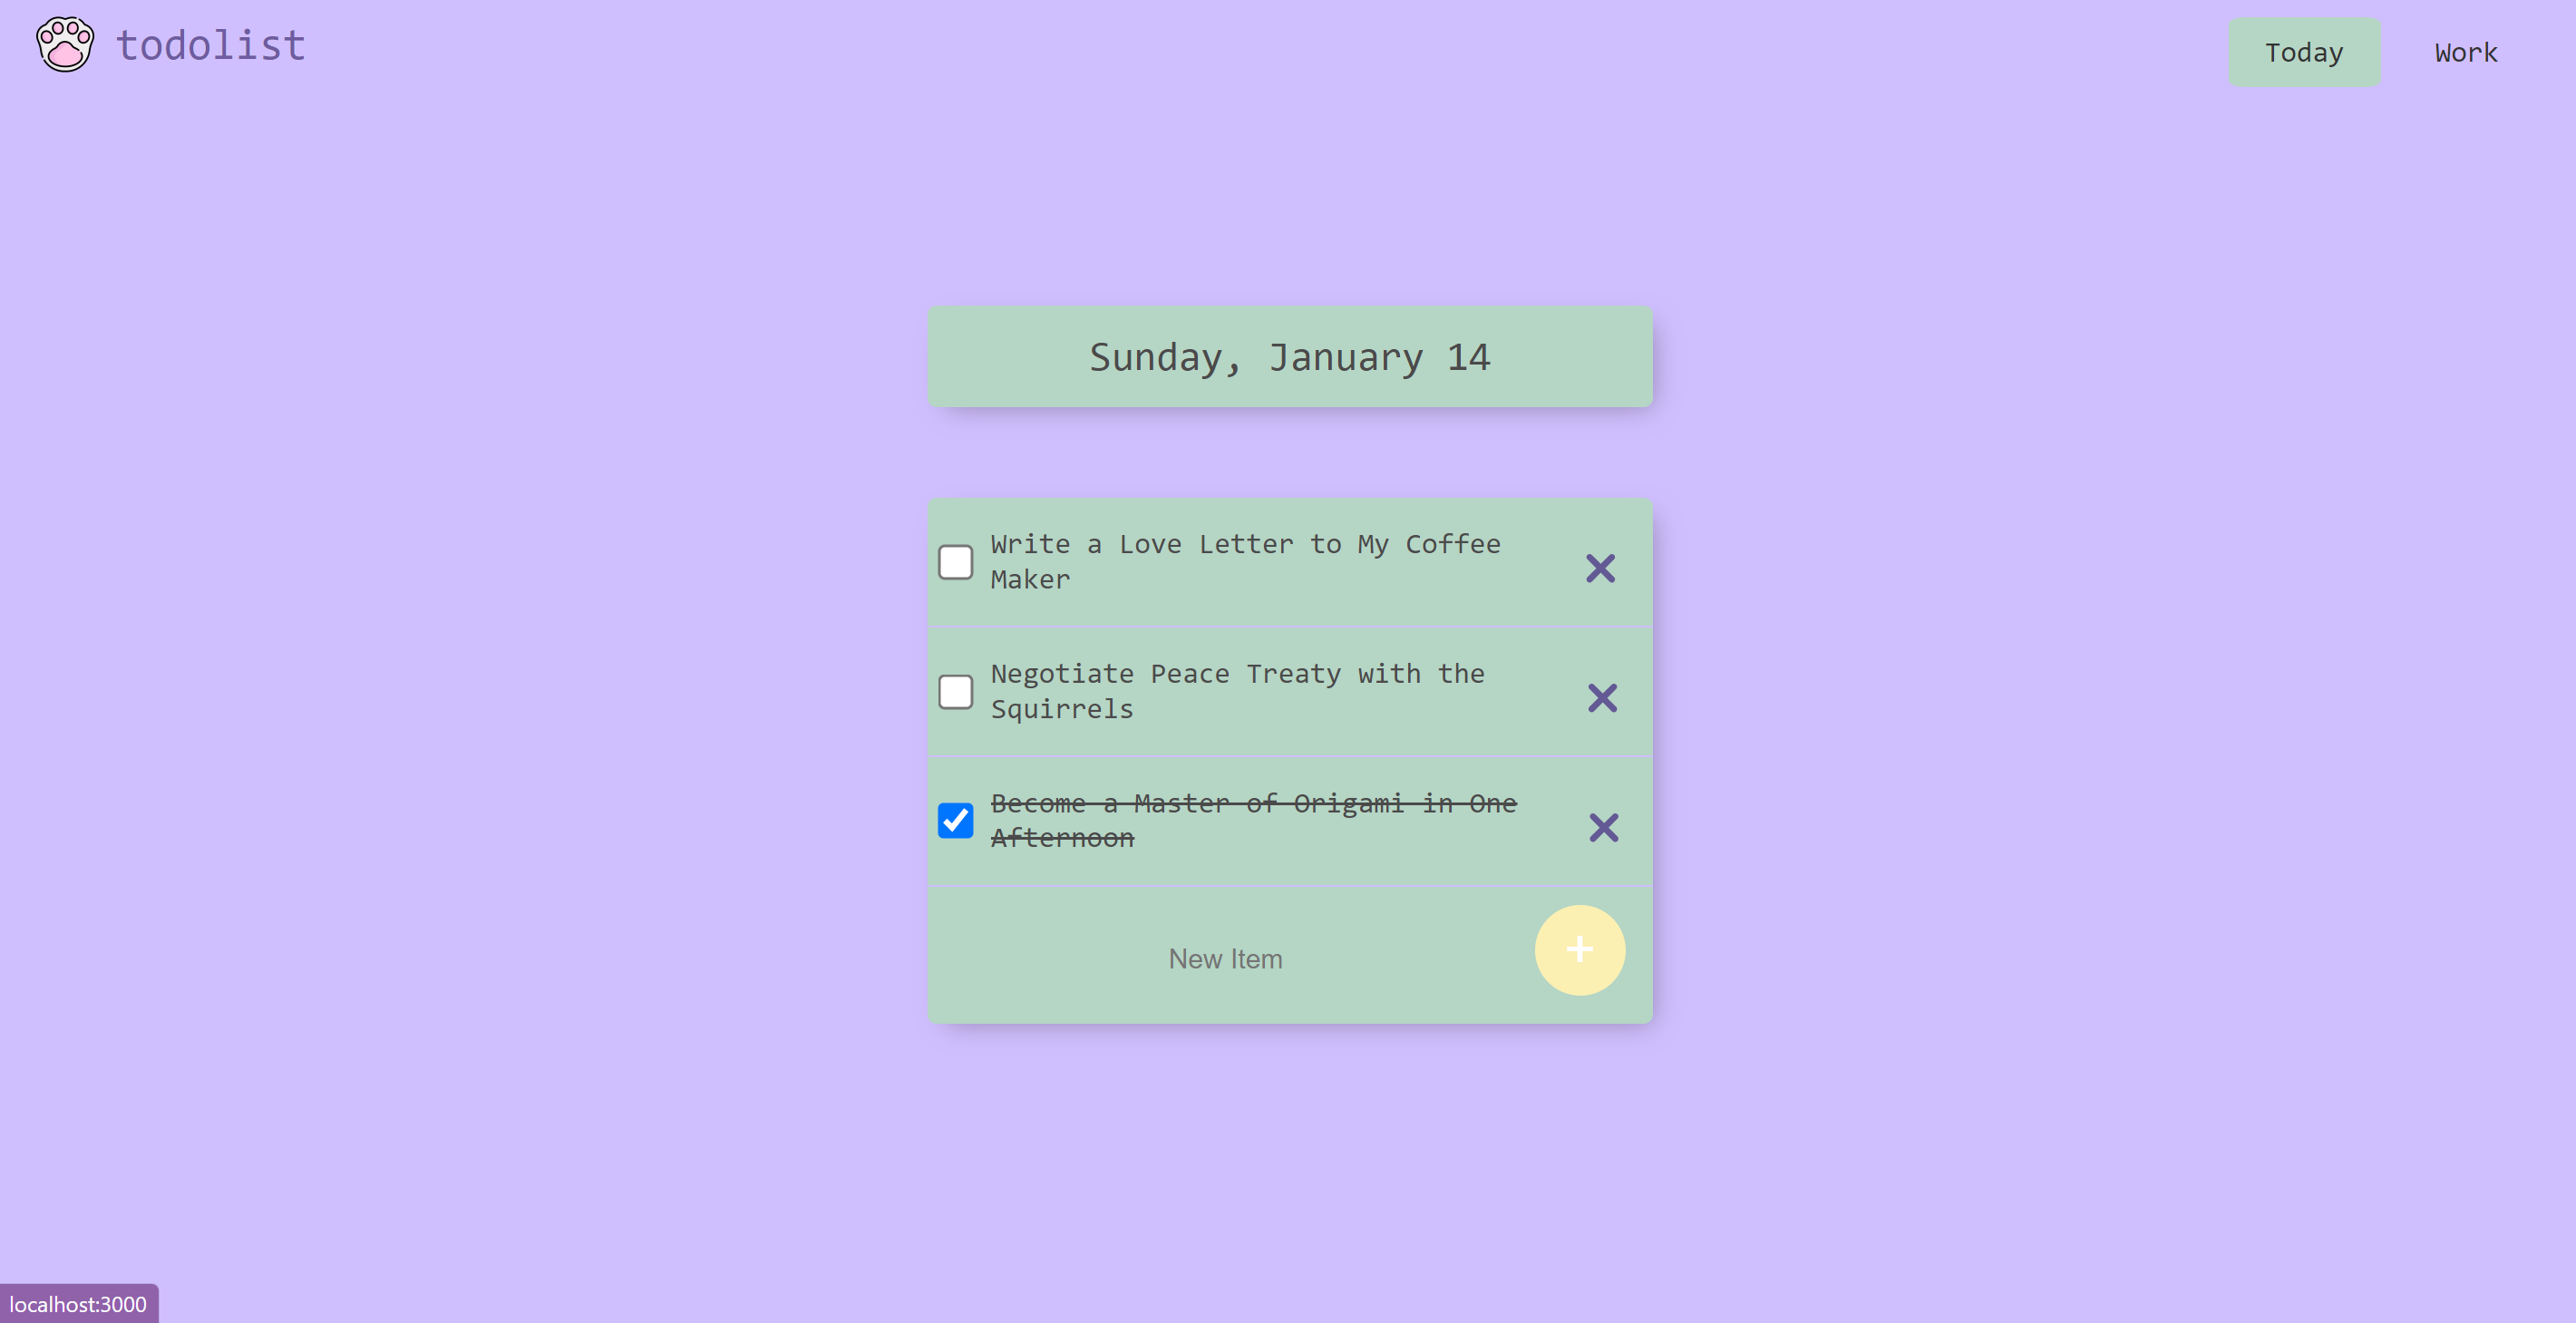 todolist
Today
Work
Sunday, January 14
Write a Love Letter to My Coffee
Maker
Negotiate Peace Treaty with the
Squirrels
Become a Master of Origami in One
Afternoon
New Item
+
localhost:3000